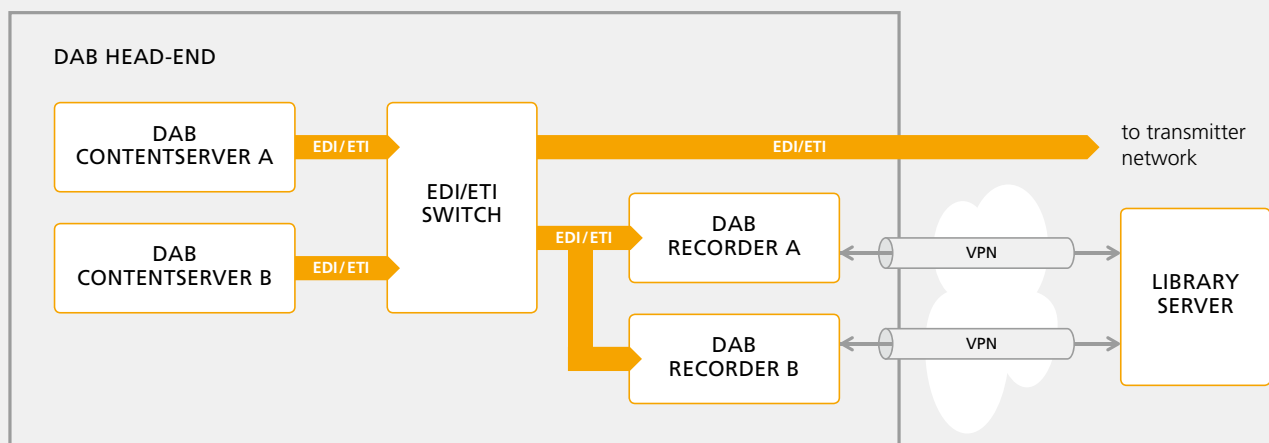 DAB HEAD-END
DAB
CONTENTSERVER A
EDI/ETI
EDI/ETI
SWITCH
EDI/ETI
to transmitter
network
DAB
CONTENTSERVER B
EDI/ETI
EDI/ETI
DAB
RECORDER A
VPN
DAB
RECORDER B
VPN
LIBRARY
SERVER